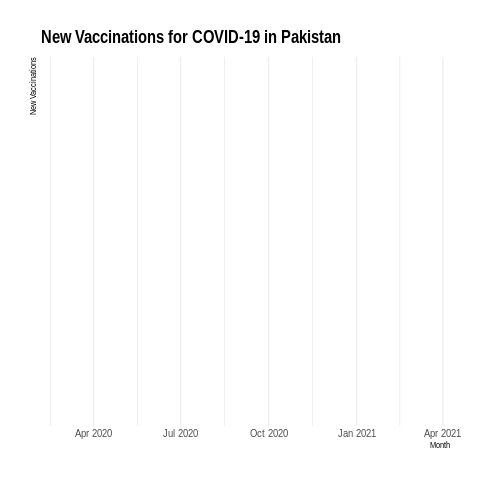 New Vaccinations for COVID-19 in Pakistan
New Vaccinations
Apr 2020 Jul 2020 Oct 2020 Jan 2021 Apr 2021
Month